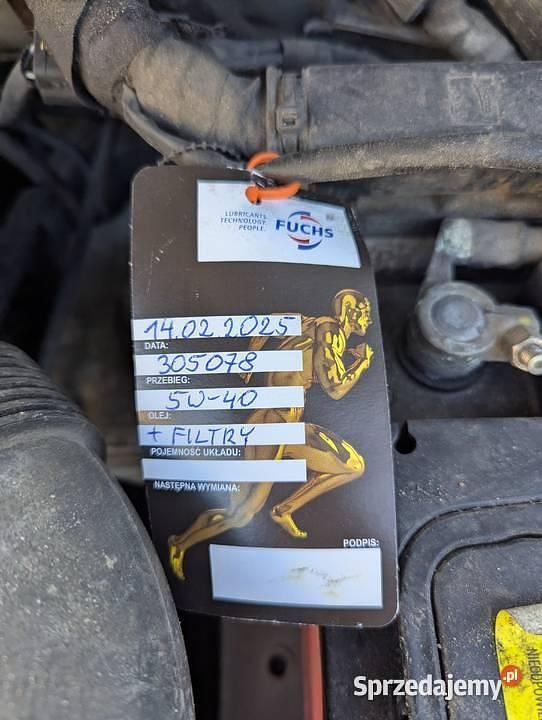 LUBRICANTS.
TECHNOLOGY.
PEOPLE.
FUCHS
14.02.2025
DATA:
305078
PRZEBIEG:
5W-40
OLEJ:
+ FILTRY
POJEMNOŚĆ UKŁADU:
NASTĘPNA WYMIANA:
PODPIS:
Sprzedajemy.pl